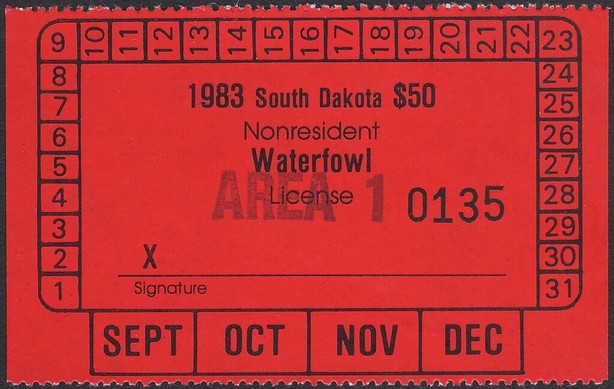 9 10 11 12 13 14 15 16 17 18 19 20 21 22 23
8 24
7 25
6 26
5 27
4 28
3 29
2 30
1 31
1983 South Dakota $50
Nonresident
Waterfowl
License
AREA 1
0135
X
Signature
SEPT OCT NOV DEC